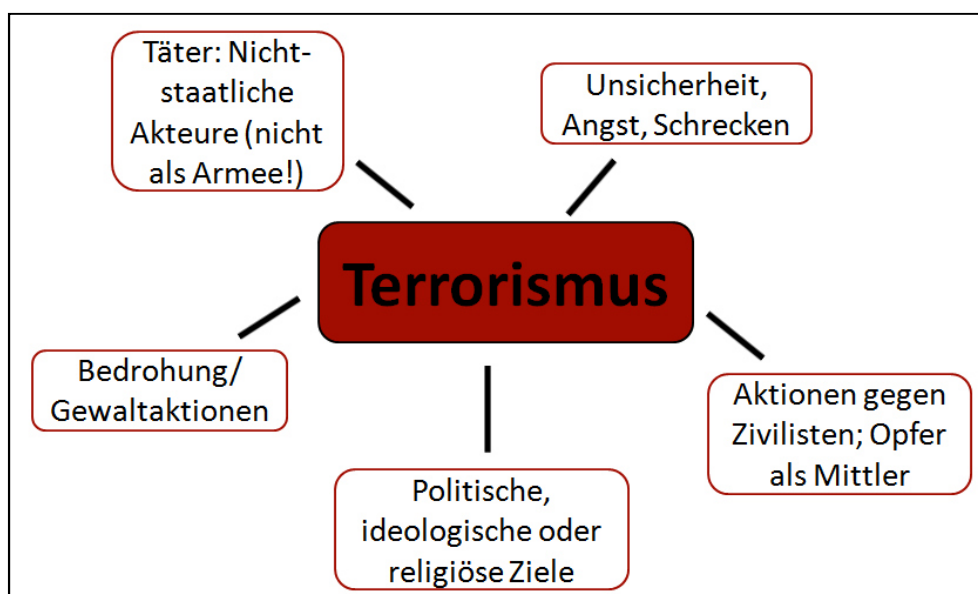 Täter: Nicht-
staatliche
Akteure (nicht
als Armee!)
Unsicherheit,
Angst, Schrecken
Terrorismus
Bedrohung/
Gewaltaktionen
Aktionen gegen
Zivilisten; Opfer
als Mittler
Politische,
ideologische oder
religiöse Ziele